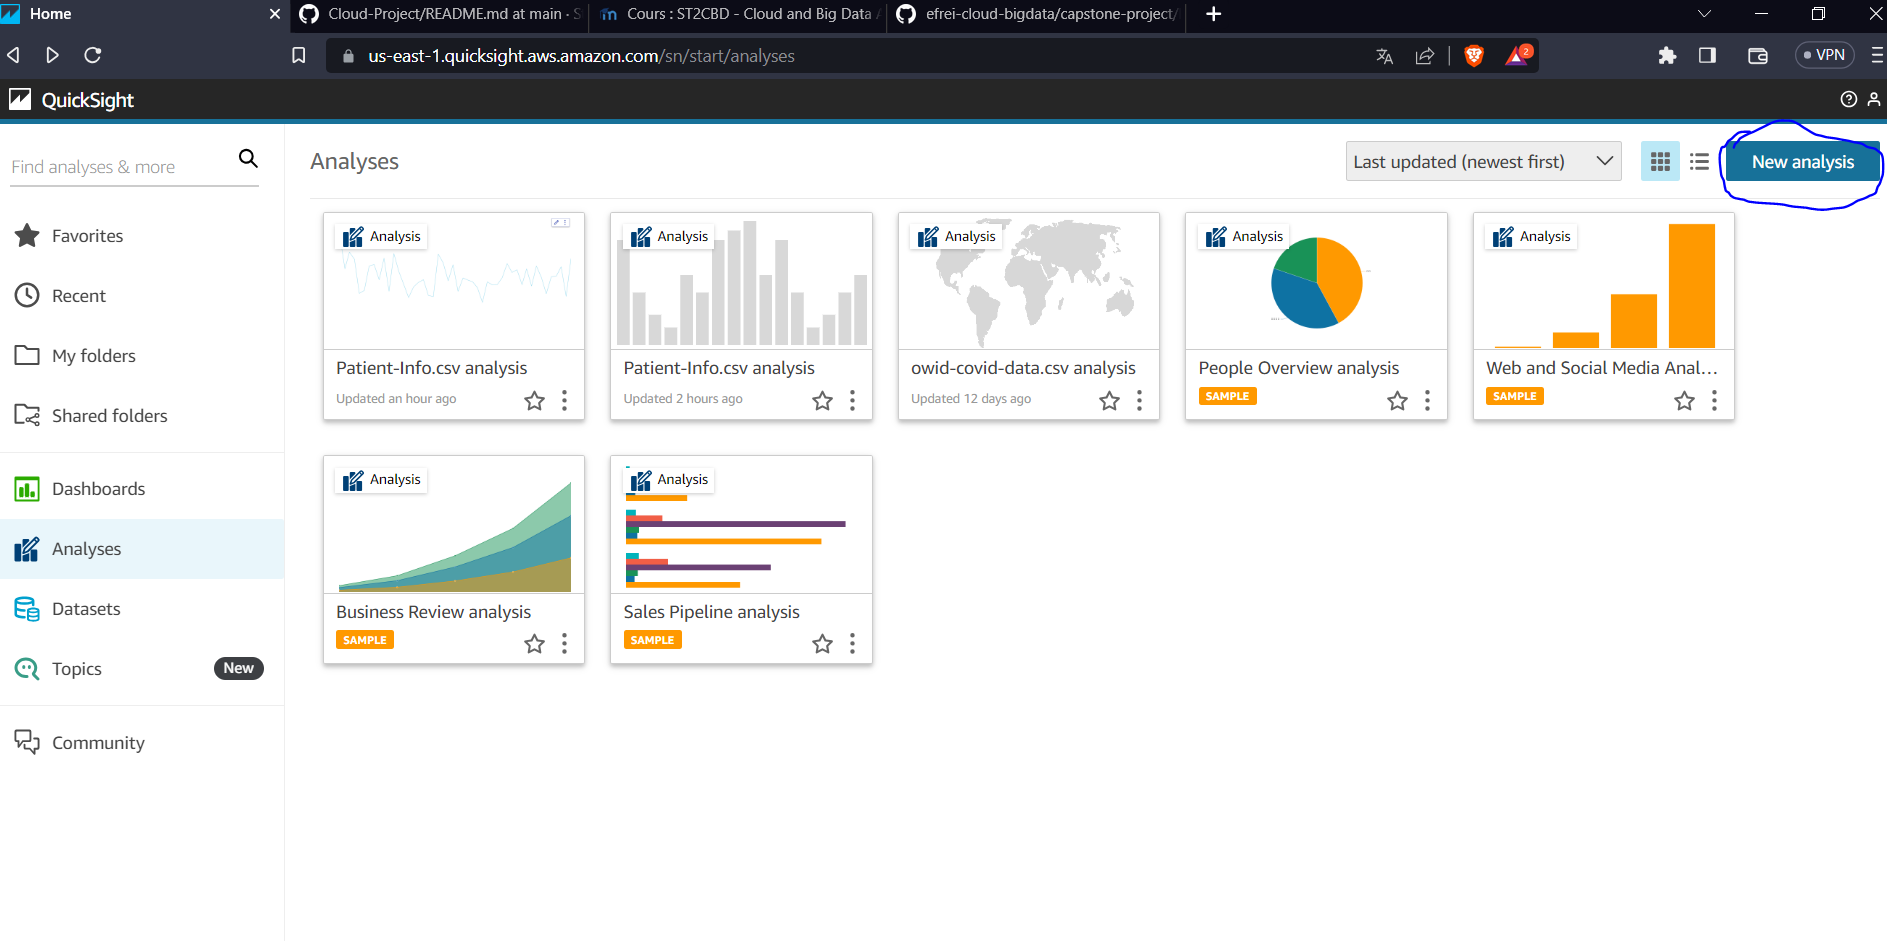 Home
Cloud-Project/README.md at main · S
Cours : ST2CBD - Cloud and Big Data A
efrei-cloud-bigdata/capstone-project/
us-east-1.quicksight.aws.amazon.com/sn/start/analyses
2
VPN
QuickSight
Find analyses & more
Analyses
Last updated (newest first)
New analysis
Favorites
Recent
My folders
Shared folders
Dashboards
Analyses
Datasets
Topics
New
Community
Analysis
Patient-Info.csv analysis
Updated an hour ago
Analysis
Patient-Info.csv analysis
Updated 2 hours ago
Analysis
owid-covid-data.csv analysis
Updated 12 days ago
Analysis
People Overview analysis
SAMPLE
Analysis
Web and Social Media Anal...
SAMPLE
Analysis
Business Review analysis
SAMPLE
Analysis
Sales Pipeline analysis
SAMPLE